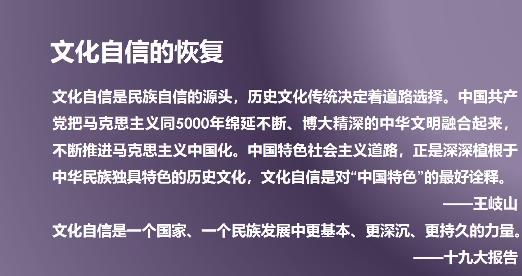 文化自信的恢复
文化自信是民族自信的源头，历史文化传统决定着道路选择。中国共产
党把马克思主义同5000年绵延不断、博大精深的中华文明融合起来，
不断推进马克思主义中国化。中国特色社会主义道路，正是深深植根于
中华民族独具特色的历史文化，文化自信是对“中国特色”的最好诠释。
——王岐山
文化自信是一个国家、一个民族发展中更基本、更深沉、更持久的力量。
——十九大报告